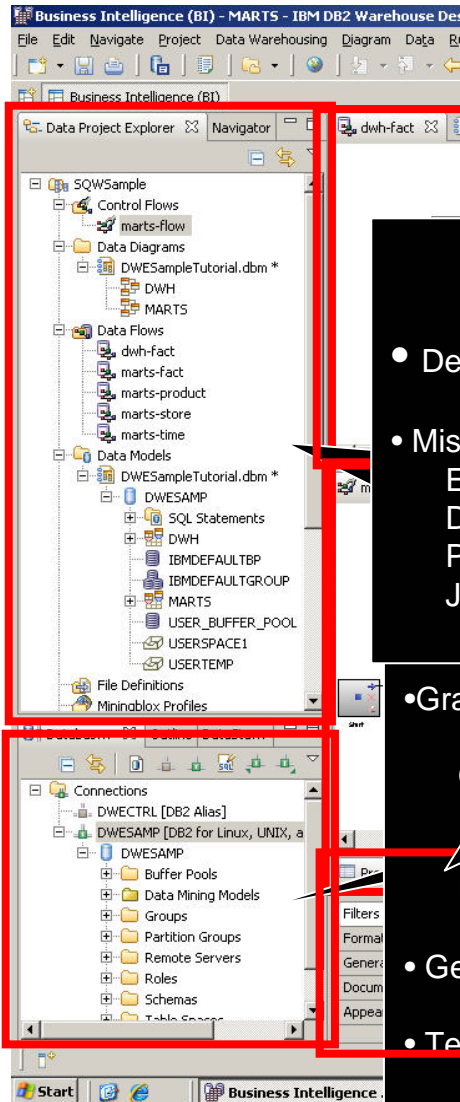 Business Intelligence (BI) - MARTS - IBM DB2 Warehouse Des
File Edit Navigate Project Data Warehousing Diagram Data Ru
Business Intelligence (BI)
Data Project Explorer Navigator
dwh-fact
SQWSample
Control Flows
marts-flow
Data Diagrams
DWESampleTutorial.dbm *
DWH
MARTS
Data Flows
dwh-fact
marts-fact
marts-product
marts-store
marts-time
Data Models
DWESampleTutorial.dbm *
DWESAMP
SQL Statements
DWH
IBMDEFAULTBP
IBMDEFAULTGROUP
MARTS
USER_BUFFER_POOL
USERSPACE1
USERTEMP
File Definitions
Miningblox Profiles
• De
• Mis
E
D
P
J
m
Start
•Gra
Connections
DWECTRL [DB2 Alias]
DWESAMP [DB2 for Linux, UNIX, a
DWESAMP
Buffer Pools
Data Mining Models
Groups
Partition Groups
Remote Servers
Roles
Schemas
Table Spaces
Pro
Filters
Format
Genera
Docum
Appea
• Ge
• Te
Start
Business Intelligence .